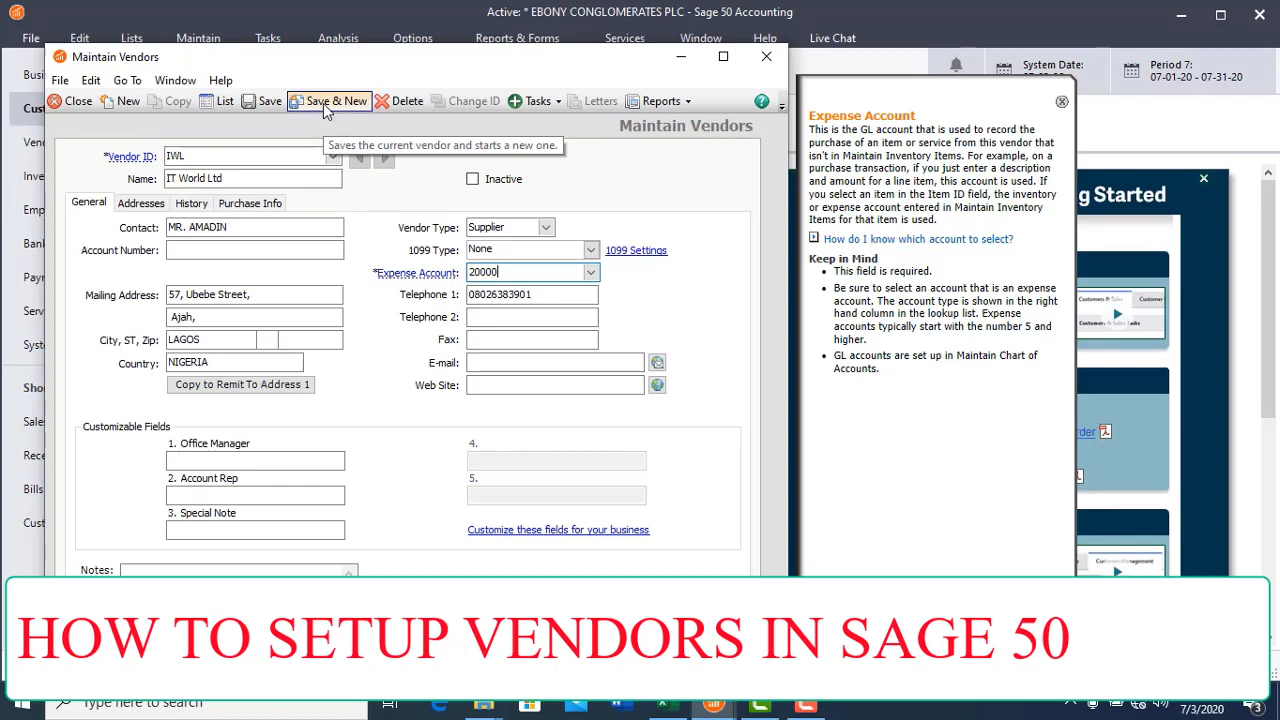 Active: * EBONY CONGLOMERATES PLC - Sage 50 Accounting
File Edit Lists Maintain Tasks Analysis Options Reports & Forms Services Window Help Live Chat
System Date:
Period 7:
07-01-20 - 07-31-20
Maintain Vendors
File Edit Go To Window Help
Close New Copy List Save Save & New Delete Change ID Tasks Letters Reports
Maintain Vendors
Saves the current vendor and starts a new one.
*Vendor ID: IWL
Name: IT World Ltd
Inactive
General Addresses History Purchase Info
Contact: MR. AMADIN
Vendor Type: Supplier
Account Number:
1099 Type: None 1099 Settings
*Expense Account: 20000
Mailing Address: 57, Ubebe Street,
Telephone 1: 08026383901
Ajah,
Telephone 2:
City, ST, Zip: LAGOS
Fax:
Country: NIGERIA
E-mail:
Copy to Remit To Address 1
Web Site:
Customizable Fields
1. Office Manager
4.
2. Account Rep
5.
3. Special Note
Customize these fields for your business
Notes:
Expense Account
This is the GL account that is used to record the
purchase of an item or service from this vendor that
isn't in Maintain Inventory Items. For example, on a
purchase transaction, if you just enter a description
and amount for a line item, this account is used. If
you select an item in the Item ID field, the inventory
or expense account entered in Maintain Inventory
Items for that item is used.
How do I know which account to select?
Keep in Mind
• This field is required.
• Be sure to select an account that is an expense
account. The account type is shown in the right
hand column in the lookup list. Expense
accounts typically start with the number 5 and
higher.
• GL accounts are set up in Maintain Chart of
Accounts.
g Started
Busi
Cust
Vend
Inve
Emp
Bank
Payr
Syst
Sho
Sale
Rece
Bills
Cust
HOW TO SETUP VENDORS IN SAGE 50
Type here to search
7/3/2020
3